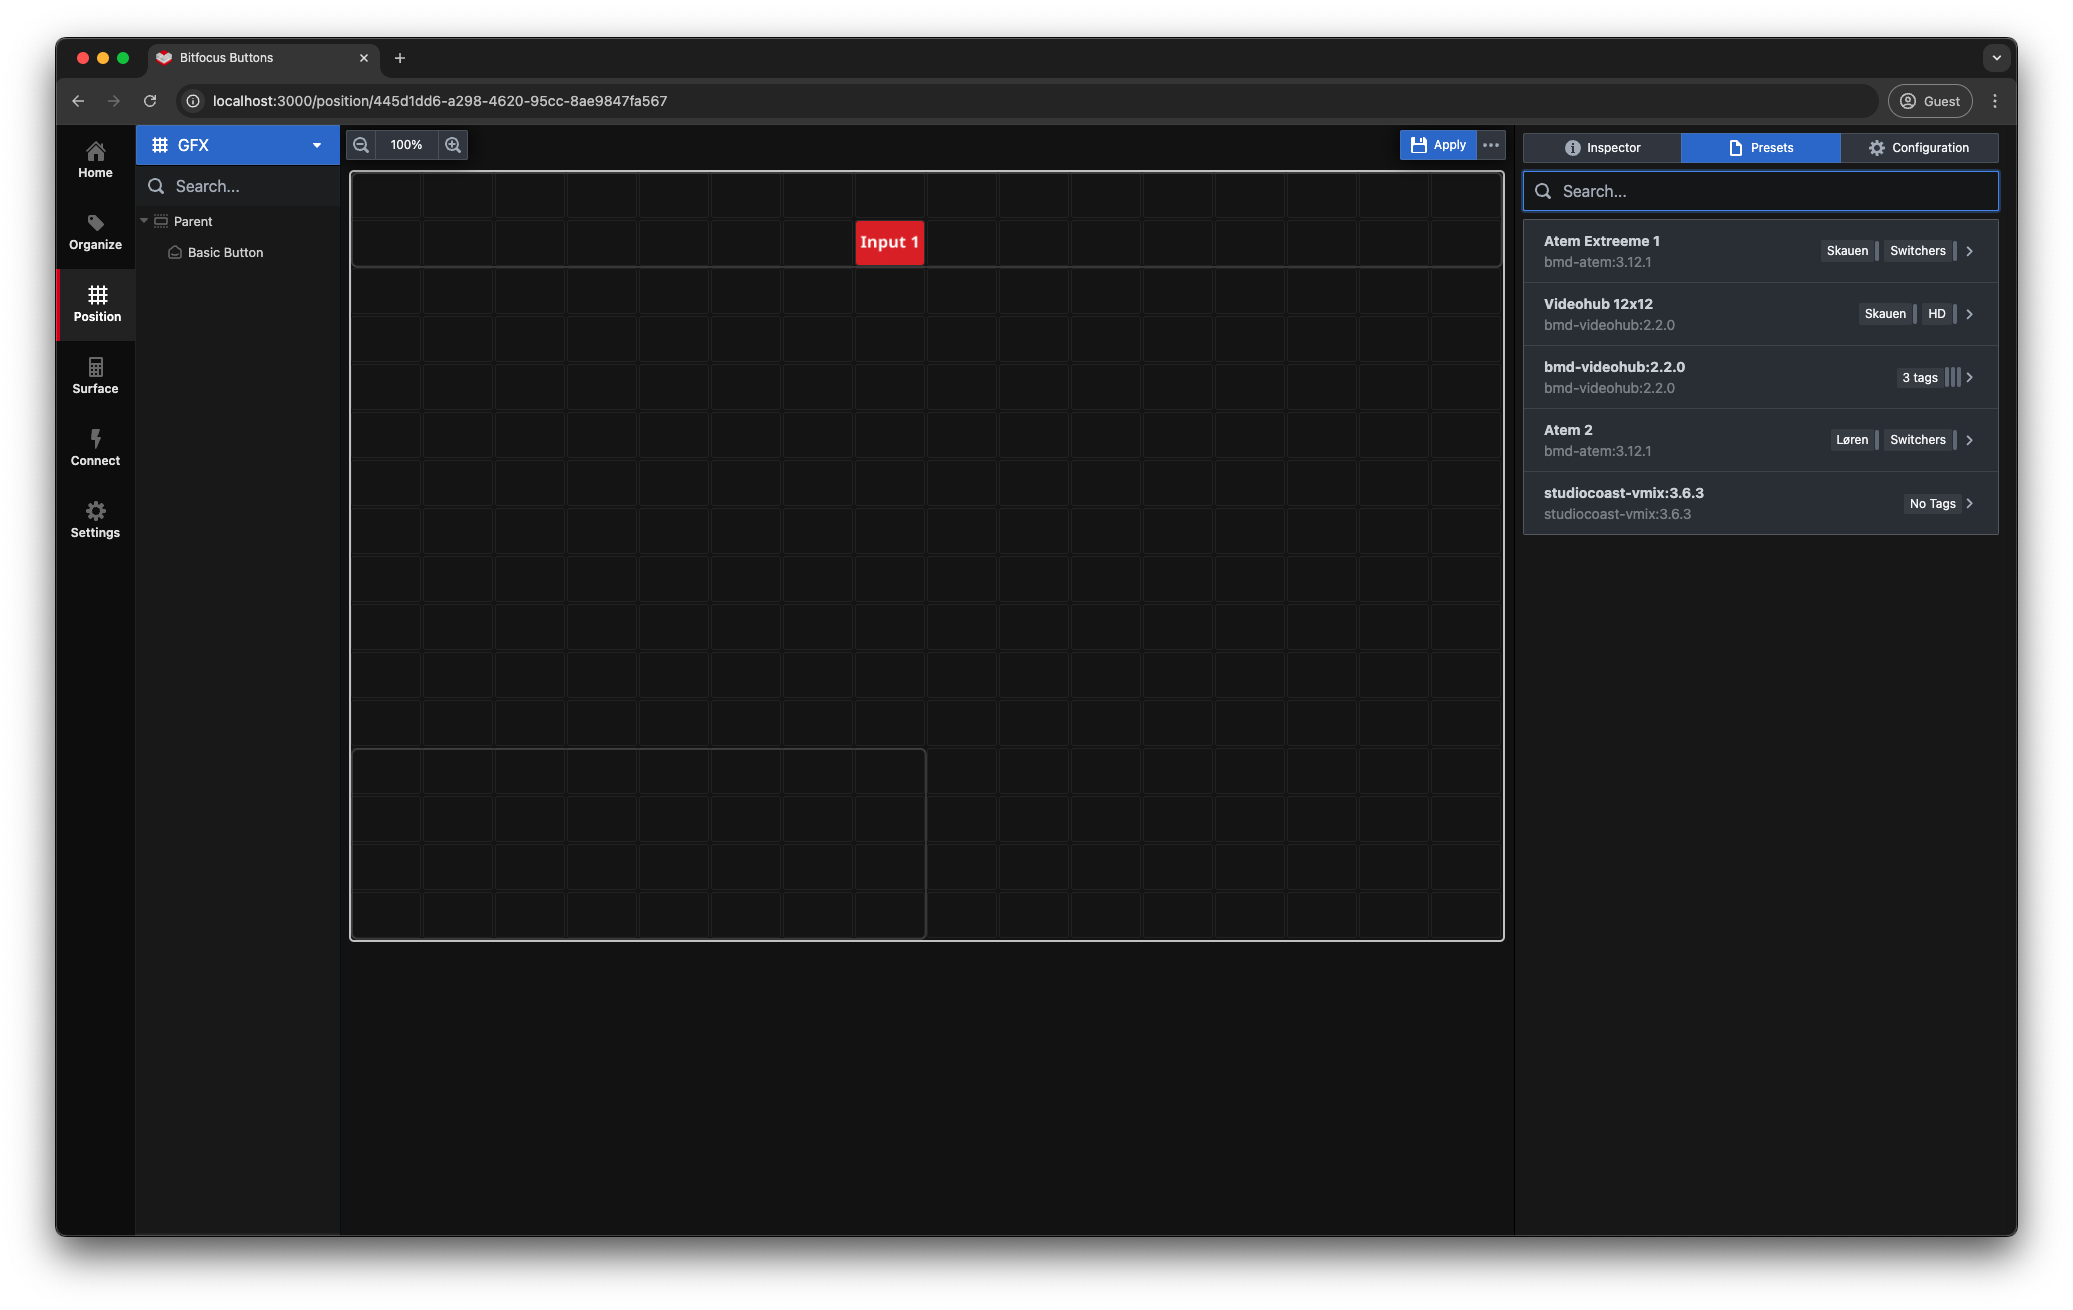 Bitfocus Buttons
localhost:3000/position/445d1dd6-a298-4620-95cc-8ae9847fa567
Guest
Home
Organize
Position
Surface
Connect
Settings
GFX
Search...
Parent
Basic Button
100%
Apply
Input 1
Inspector
Presets
Configuration
Search...
Atem Extreeme 1
bmd-atem:3.12.1
Skauen
Switchers
Videohub 12x12
bmd-videohub:2.2.0
Skauen
HD
bmd-videohub:2.2.0
bmd-videohub:2.2.0
3 tags
Atem 2
bmd-atem:3.12.1
Løren
Switchers
studiocoast-vmix:3.6.3
studiocoast-vmix:3.6.3
No Tags